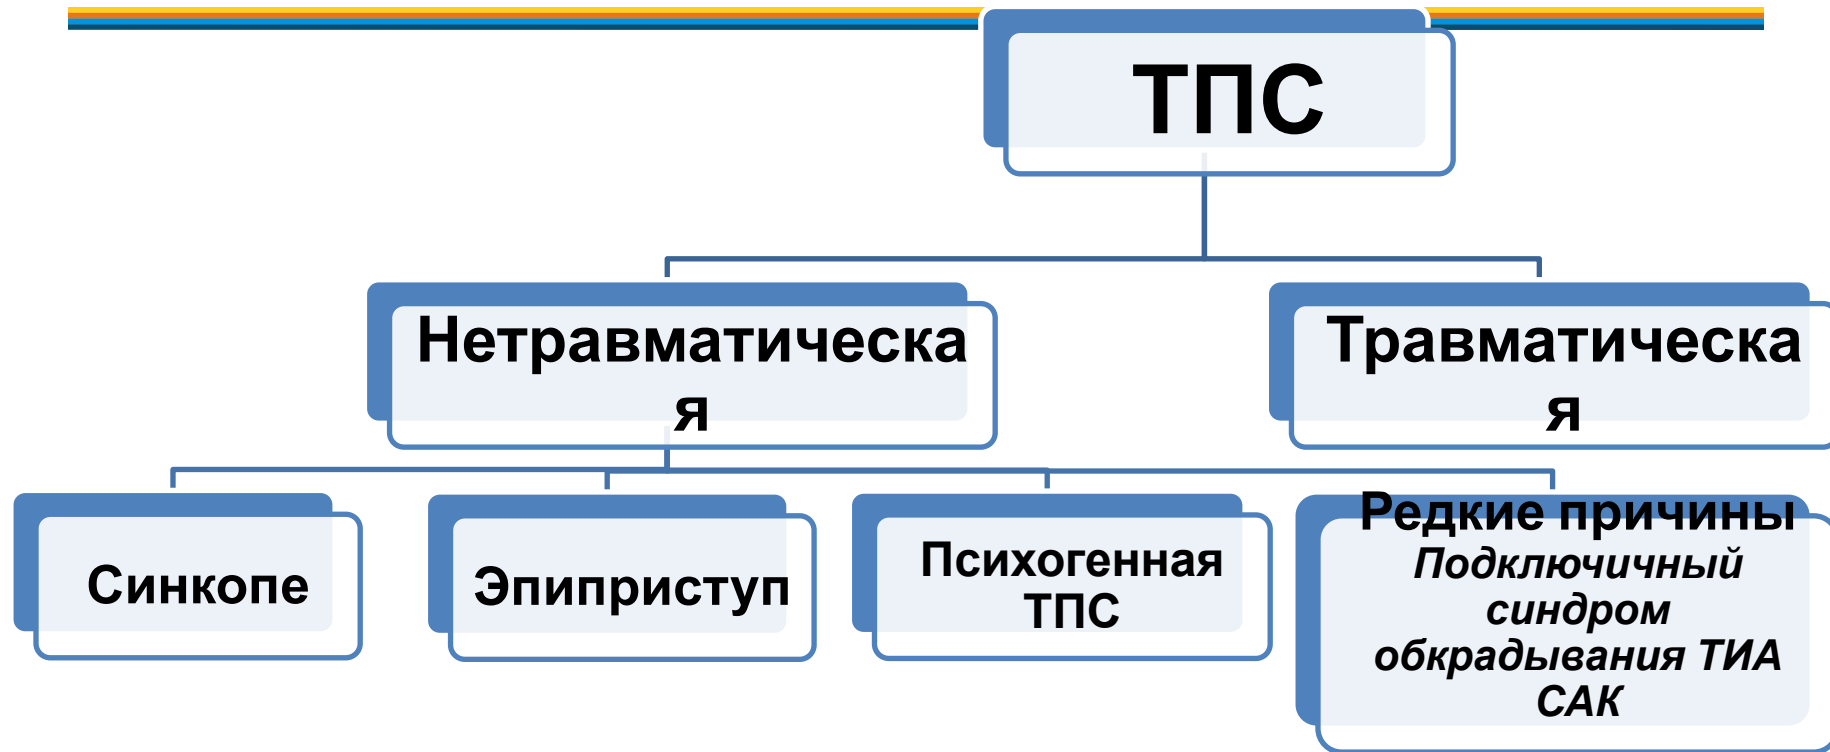 ТПС
Нетравматическа
я
Травматическа
я
Синкопе
Эпиприступ
Психогенная
ТПС
Редкие причины
Подключичный
синдром
обкрадывания ТИА
САК